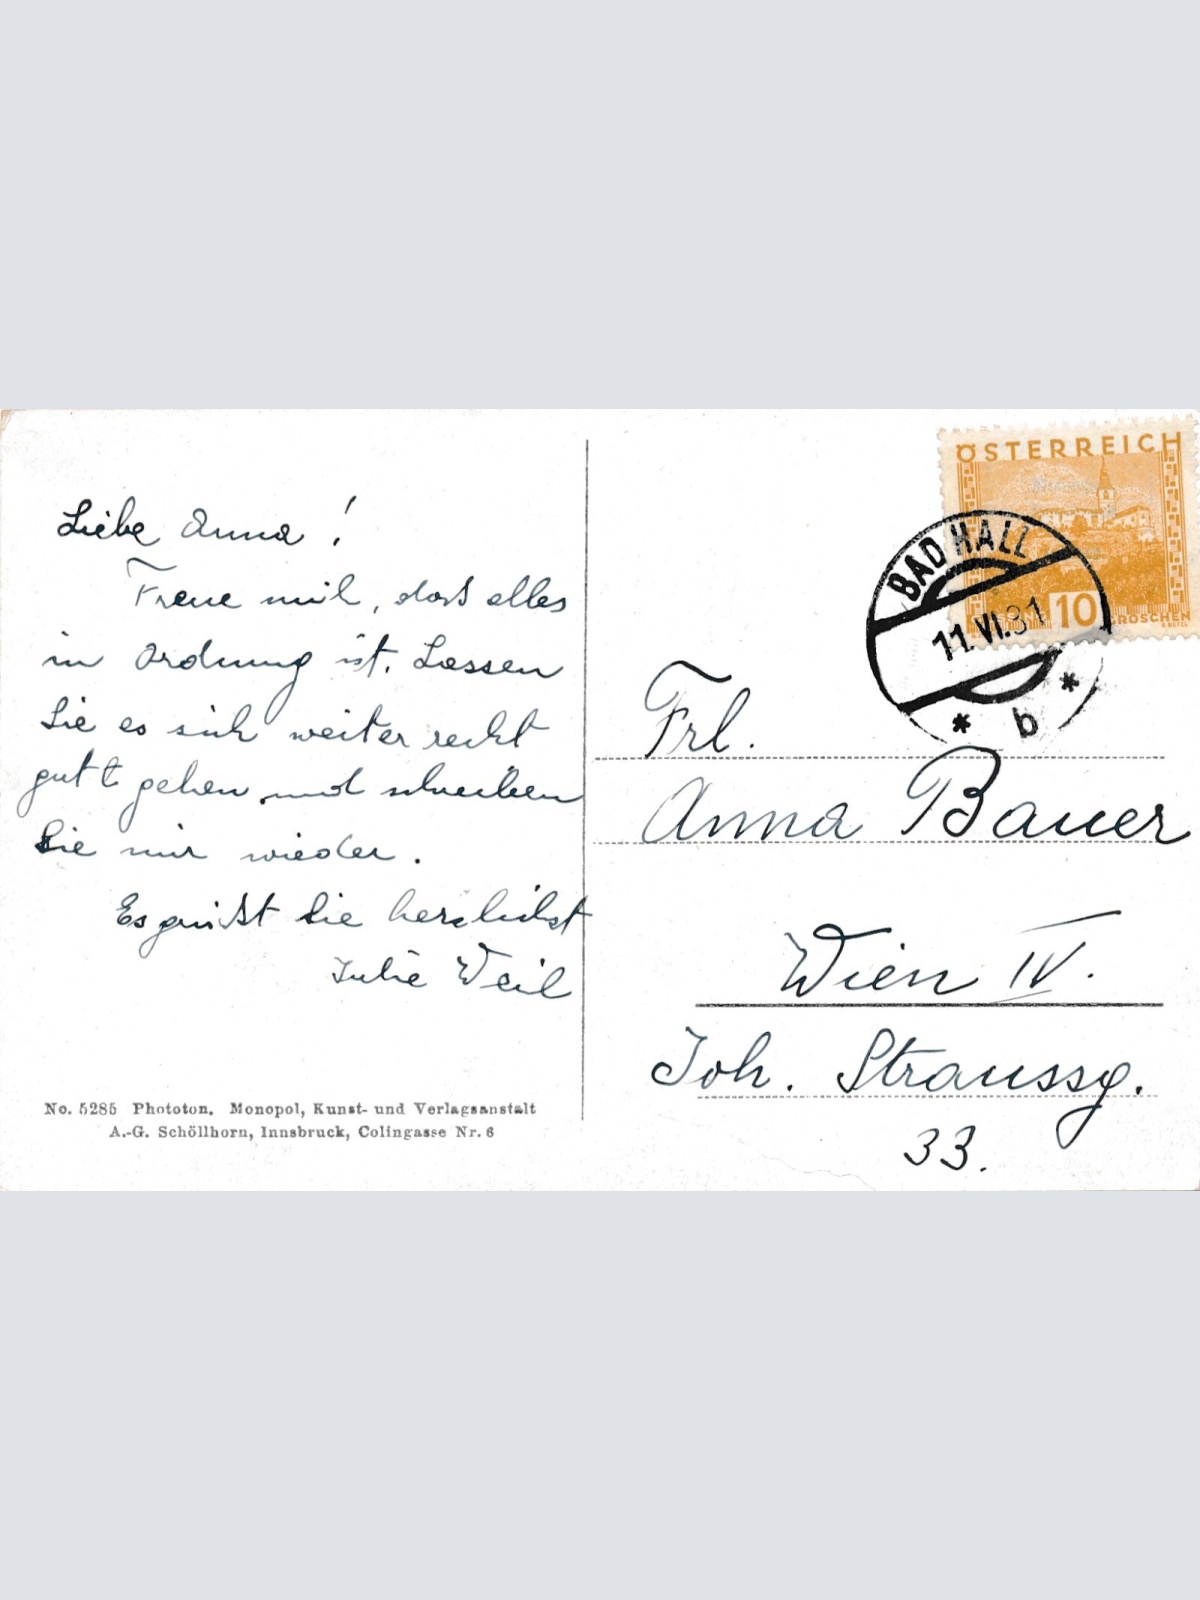 Liebe Anna!
Freue mich, dass alles
in Ordnung ist. Lassen
Sie es sich weiter recht
gut gehen und schreiben
Sie mir wieder.
Es grüsst Sie herzlichst
Julie Weil
No. 5285 Phototon. Monopol, Kunst- und Verlagsanstalt
A.-G. Schöllhorn, Innsbruck, Colingasse Nr. 6
ÖSTERREICH
10
GROSCHEN
BAD HALL
11.VI.31
* b *
Frl.
Anna Bauer
Wien IV.
Joh. Straussg.
33.